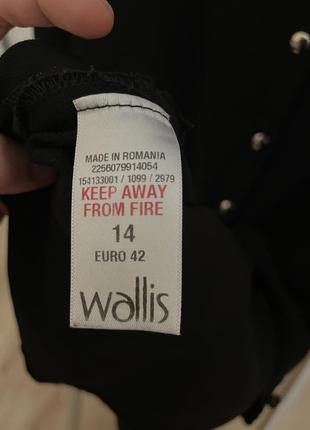 MADE IN ROMANIA
2256079914054
154133001 / 1099 / 2979
KEEP AWAY
FROM FIRE
14
EURO 42
wallis